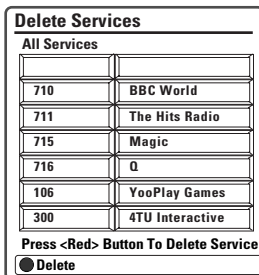 Delete Services
All Services
710 BBC World
711 The Hits Radio
715 Magic
716 Q
106 YooPlay Games
300 4TU Interactive
Press <Red> Button To Delete Service
Delete